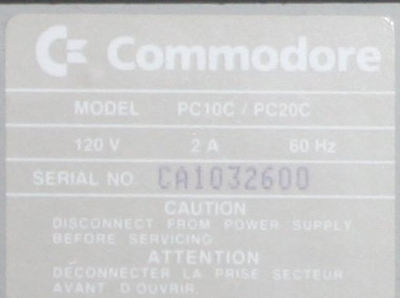 Commodore
MODEL PC10C / PC20C
120 V 2 A 60 Hz
SERIAL NO. CA1032600
CAUTION
DISCONNECT FROM POWER SUPPLY
BEFORE SERVICING
ATTENTION
DECONNECTER LA PRISE SECTEUR
AVANT D'OUVRIR